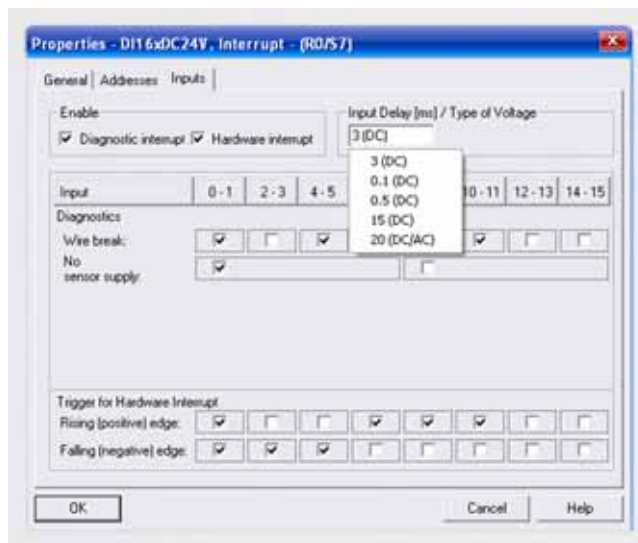 Properties - DI16xDC24V, Interrupt - (R0/S7)
General Addresses Inputs
Enable
Diagnostic interrupt Hardware interrupt
Input Delay [ms] / Type of Voltage
3 (DC)
3 (DC)
0.1 (DC)
0.5 (DC)
15 (DC)
20 (DC/AC)
Input 0 - 1 2 - 3 4 - 5 10 - 11 12 - 13 14 - 15
Diagnostics
Wire break:
No
sensor supply:
Trigger for Hardware Interrupt
Rising (positive) edge:
Falling (negative) edge:
OK Cancel Help